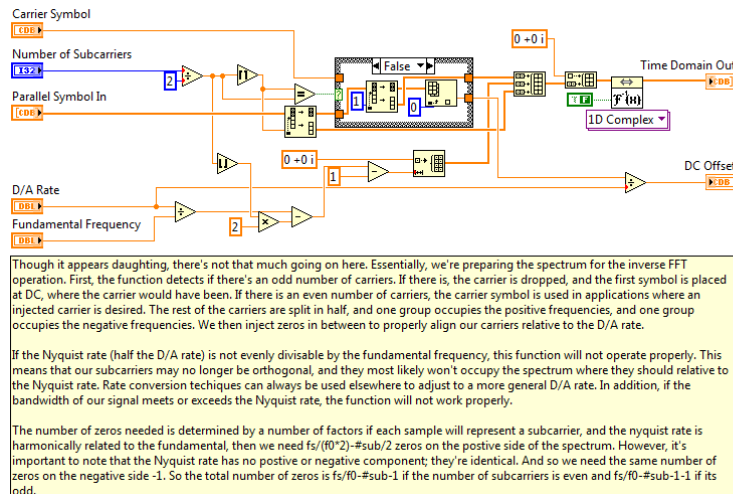 Carrier Symbol
CDB
Number of Subcarriers
I32
2
Parallel Symbol In
[CDB]
False
=
?
1
0
0 +0 i
Time Domain Out
[CDB]
T F
F⁻¹{X}
1D Complex
0 +0 i
1
DC Offset
CDB
D/A Rate
DBL
Fundamental Frequency
DBL
2
Though it appears daughting, there's not that much going on here. Essentially, we're preparing the spectrum for the inverse FFT
operation. First, the function detects if there's an odd number of carriers. If there is, the carrier is dropped, and the first symbol is placed
at DC, where the carrier would have been. If there is an even number of carriers, the carrier symbol is used in applications where an
injected carrier is desired. The rest of the carriers are split in half, and one group occupies the positive frequencies, and one group
occupies the negative frequencies. We then inject zeros in between to properly align our carriers relative to the D/A rate.
If the Nyquist rate (half the D/A rate) is not evenly divisable by the fundamental frequency, this function will not operate properly. This
means that our subcarriers may no longer be orthogonal, and they most likely won't occupy the spectrum where they should relative to
the Nyquist rate. Rate conversion techiques can always be used elsewhere to adjust to a more general D/A rate. In addition, if the
bandwidth of our signal meets or exceeds the Nyquist rate, the function will not work properly.
The number of zeros needed is determined by a number of factors if each sample will represent a subcarrier, and the nyquist rate is
harmonically related to the fundamental, then we need fs/(f0*2)-#sub/2 zeros on the postive side of the spectrum. However, it's
important to note that the Nyquist rate has no postive or negative component; they're identical. And so we need the same number of
zeros on the negative side -1. So the total number of zeros is fs/f0-#sub-1 if the number of subcarriers is even and fs/f0-#sub-1-1 if its
odd.